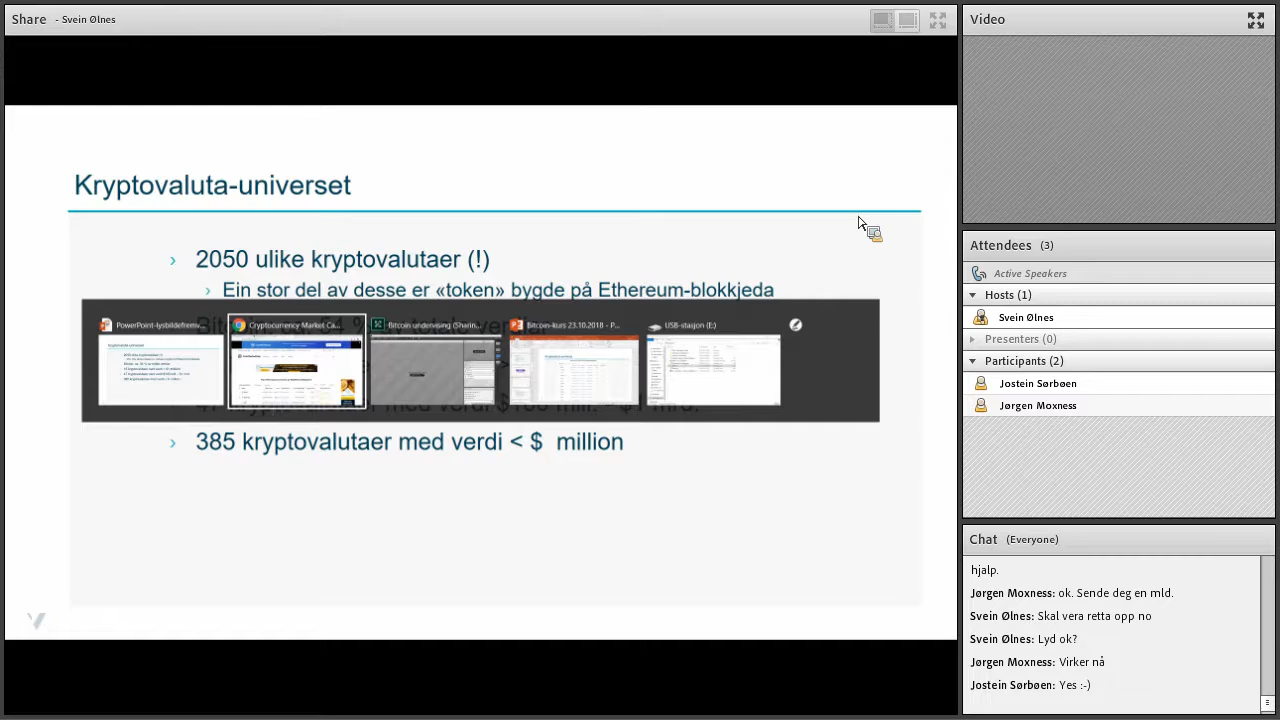 Share - Svein Ølnes
Kryptovaluta-universet
› 2050 ulike kryptovalutaer (!)
› Ein stor del av desse er «token» bygde på Ethereum-blokkjeda
PowerPoint-lysbildefremv...
Cryptocurrency Market Ca...
Bitcoin undervising (Sharin...
Bitcoin-kurs 23.10.2018 - P...
USB-stasjon (E:)
› 385 kryptovalutaer med verdi < $ million
Video
Attendees (3)
Active Speakers
Hosts (1)
Svein Ølnes
Presenters (0)
Participants (2)
Jostein Sørbøen
Jørgen Moxness
Chat (Everyone)
hjalp.
Jørgen Moxness: ok. Sende deg en mld.
Svein Ølnes: Skal vera retta opp no
Svein Ølnes: Lyd ok?
Jørgen Moxness: Virker nå
Jostein Sørbøen: Yes :-)